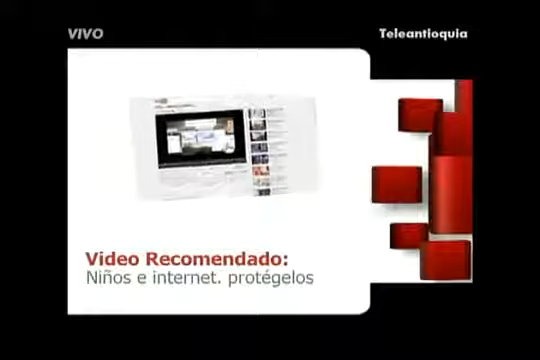 VIVO
Teleantioquia
Video Recomendado:
Niños e internet. protégelos